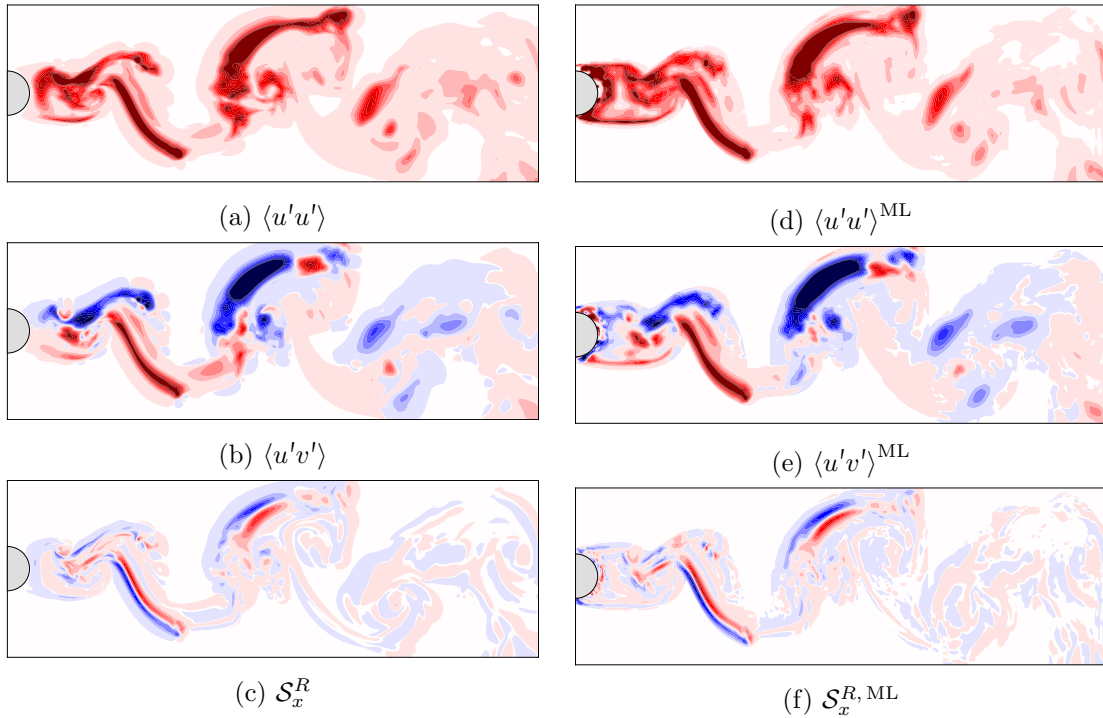 (a) ⟨u′u′⟩
(d) ⟨u′u′⟩^ML
(b) ⟨u′v′⟩
(e) ⟨u′v′⟩^ML
(c) 𝒮_x^R
(f) 𝒮_x^{R, ML}